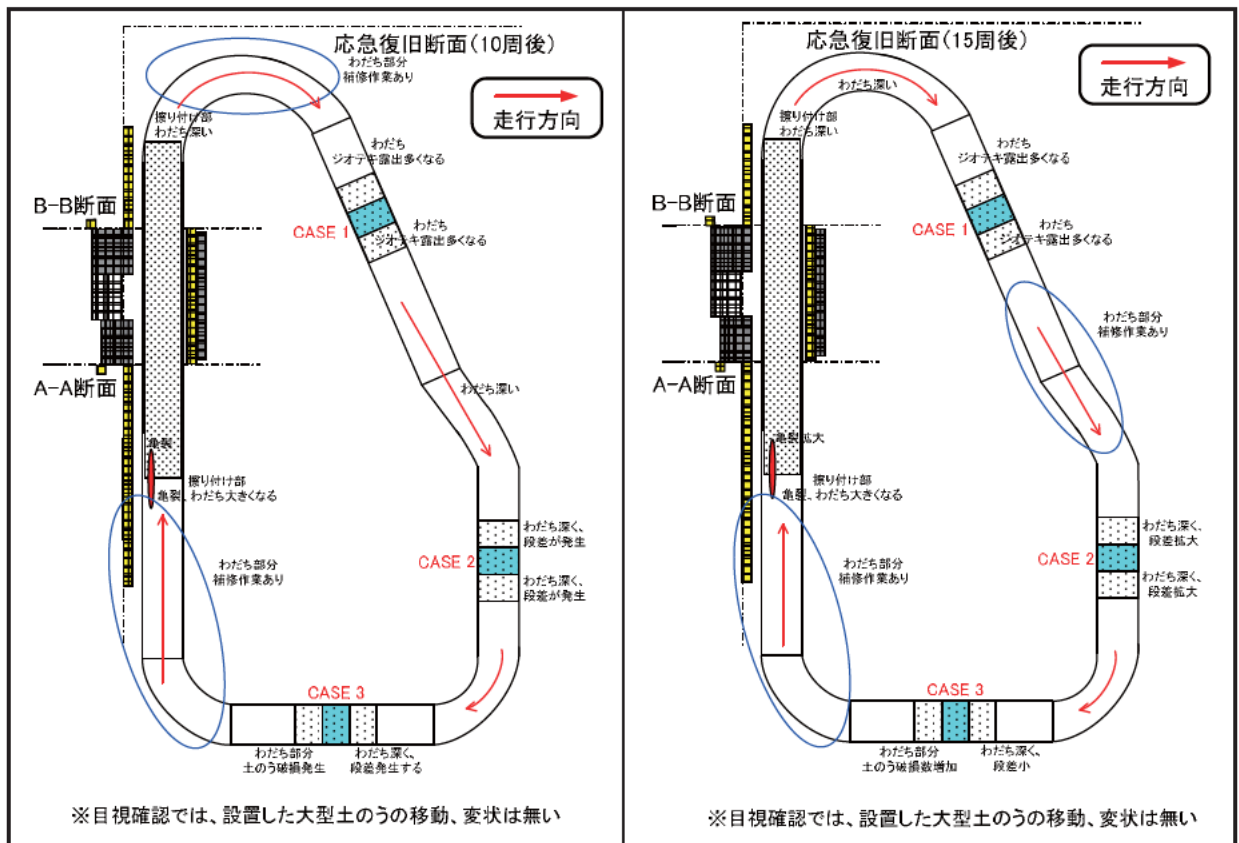 応急復旧断面(10周後)
わだち部分
補修作業あり
走行方向
擦り付け部
わだち深い
わだち
ジオテキ露出多くなる
B-B断面
CASE 1
わだち
ジオテキ露出多くなる
A-A断面
わだち深い
亀裂
擦り付け部
亀裂、わだち大きくなる
わだち深く、
段差が発生
CASE 2
わだち部分
補修作業あり
わだち深く、
段差が発生
CASE 3
わだち部分
土のう破損発生
わだち深く、
段差発生する
※目視確認では、設置した大型土のうの移動、変状は無い
応急復旧断面(15周後)
わだち深い
走行方向
擦り付け部
わだち深い
わだち
ジオテキ露出多くなる
B-B断面
CASE 1
わだち
ジオテキ露出多くなる
わだち部分
補修作業あり
A-A断面
亀裂拡大
擦り付け部
亀裂、わだち大きくなる
わだち深く、
段差拡大
CASE 2
わだち部分
補修作業あり
わだち深く、
段差拡大
CASE 3
わだち部分
土のう破損数増加
わだち深く、
段差小
※目視確認では、設置した大型土のうの移動、変状は無い